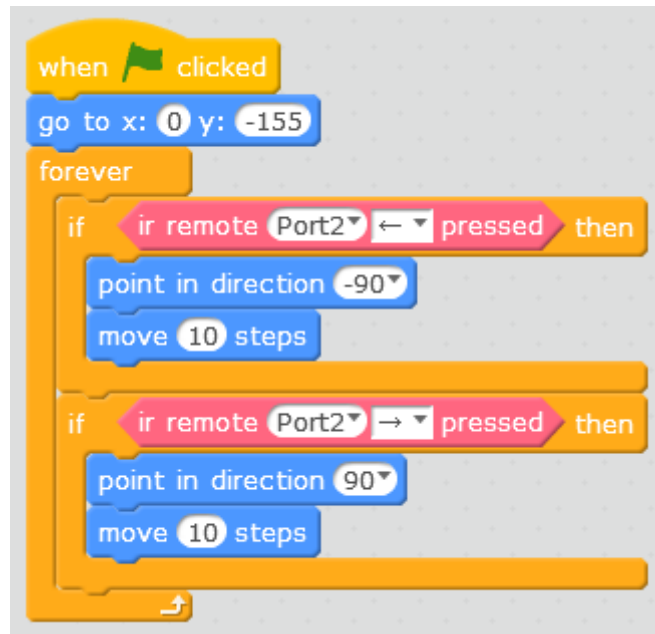 when clicked
go to x: 0 y: -155
forever
if ir remote Port2 ← pressed then
point in direction -90
move 10 steps
if ir remote Port2 → pressed then
point in direction 90
move 10 steps